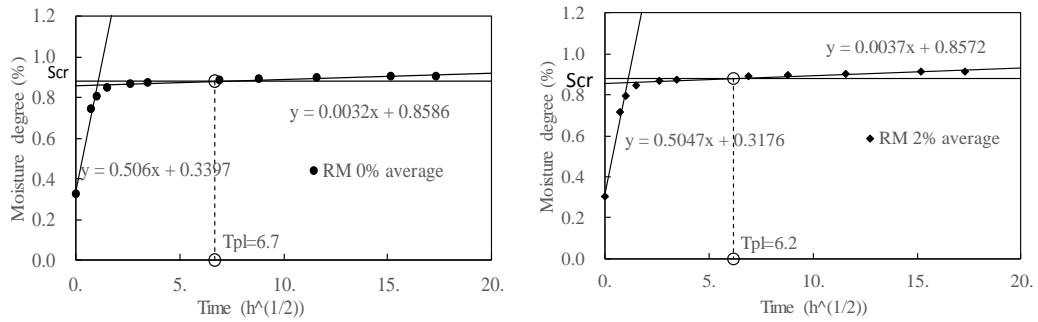 1.2
1.0
Scr
0.8
0.6
0.4
0.2
0.0
Moisture degree (%)
y = 0.0032x + 0.8586
y = 0.506x + 0.3397
RM 0% average
Tpl=6.7
0. 5. 10. 15. 20.
Time (h^(1/2))
1.2
1.0
Scr
0.8
0.6
0.4
0.2
0.0
Moisture degree (%)
y = 0.0037x + 0.8572
y = 0.5047x + 0.3176
RM 2% average
Tpl=6.2
0. 5. 10. 15. 20.
Time (h^(1/2))